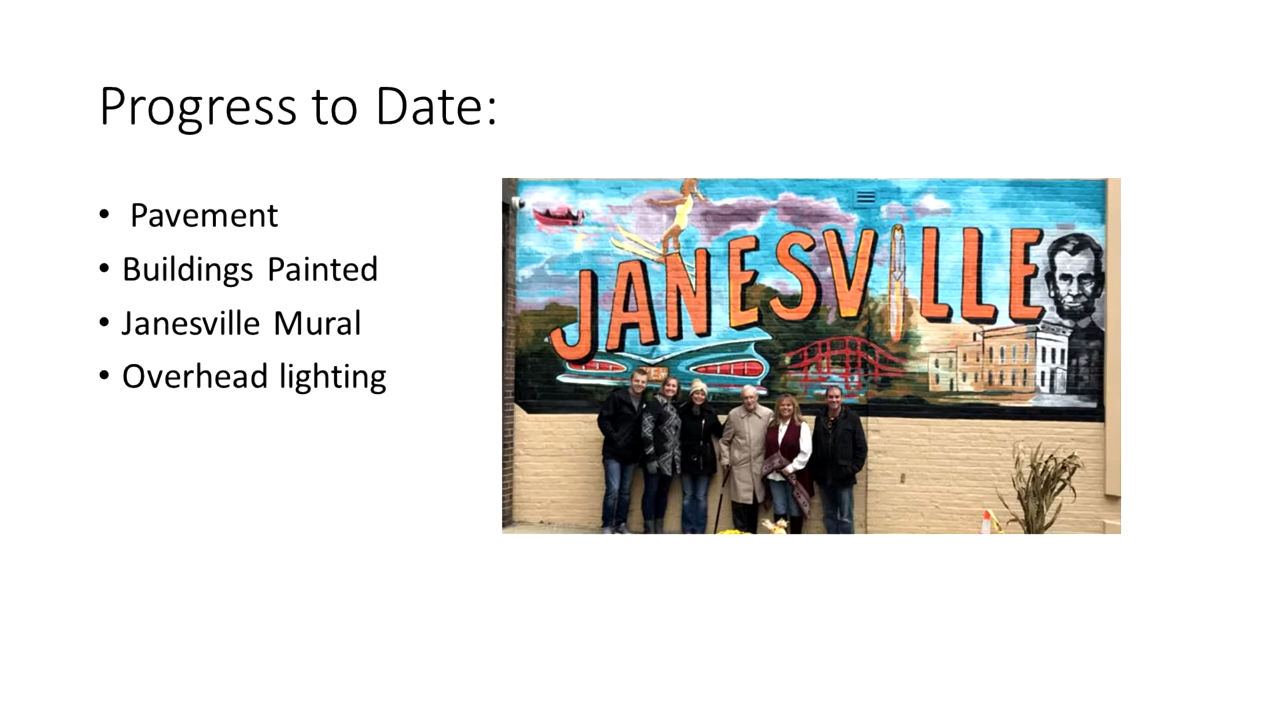 Progress to Date:
• Pavement
• Buildings Painted
• Janesville Mural
• Overhead lighting
JANESVILLE